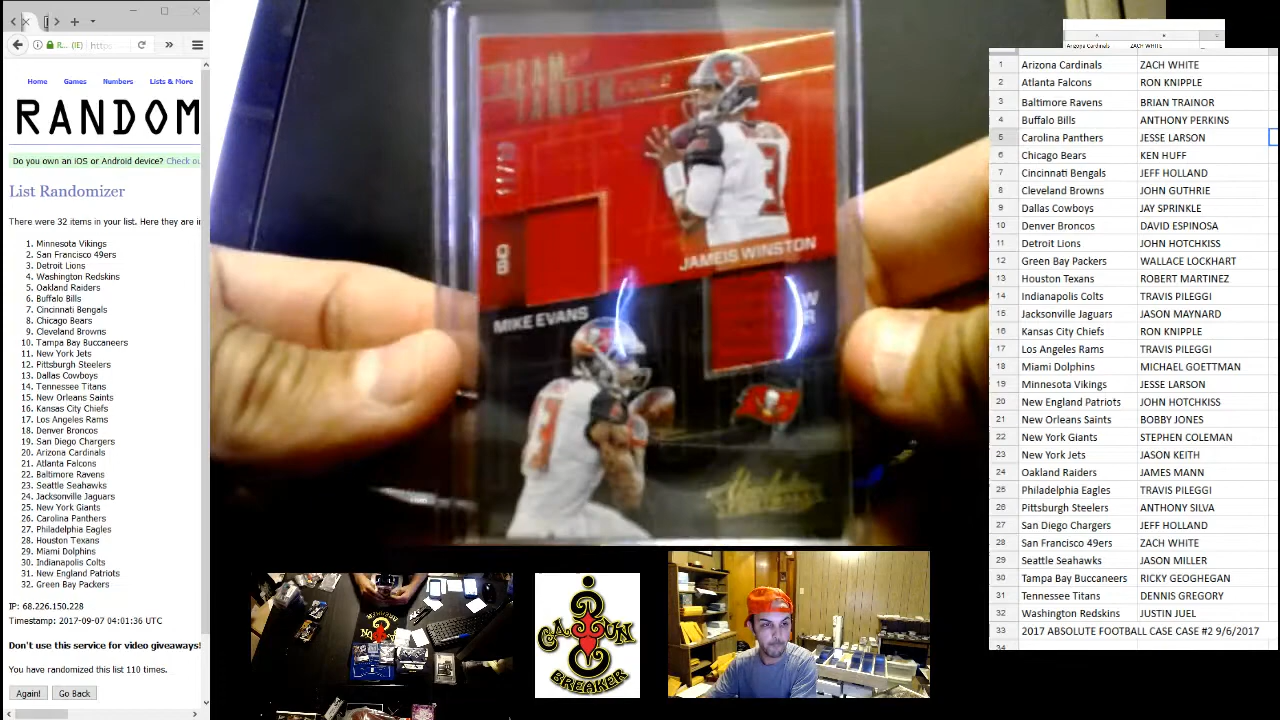 R... (IE)
https:
Home
Games
Numbers
Lists & More
RANDOM
Do you own an iOS or Android device? Check ou
List Randomizer
There were 32 items in your list. Here they are i
1. Minnesota Vikings
2. San Francisco 49ers
3. Detroit Lions
4. Washington Redskins
5. Oakland Raiders
6. Buffalo Bills
7. Cincinnati Bengals
8. Chicago Bears
9. Cleveland Browns
10. Tampa Bay Buccaneers
11. New York Jets
12. Pittsburgh Steelers
13. Dallas Cowboys
14. Tennessee Titans
15. New Orleans Saints
16. Kansas City Chiefs
17. Los Angeles Rams
18. Denver Broncos
19. San Diego Chargers
20. Arizona Cardinals
21. Atlanta Falcons
22. Baltimore Ravens
23. Seattle Seahawks
24. Jacksonville Jaguars
25. New York Giants
26. Carolina Panthers
27. Philadelphia Eagles
28. Houston Texans
29. Miami Dolphins
30. Indianapolis Colts
31. New England Patriots
32. Green Bay Packers
IP: 68.226.150.228
Timestamp: 2017-09-07 04:01:36 UTC
Don't use this service for video giveaways!
You have randomized this list 110 times.
Again!
Go Back
TEAM
TANDEM
QB
JAMEIS WINSTON
MIKE EVANS
WR
3
Absolute
CAJUN
BREAKER
Arizona Cardinals ZACH WHITE
1 Arizona Cardinals ZACH WHITE
2 Atlanta Falcons RON KNIPPLE
3 Baltimore Ravens BRIAN TRAINOR
4 Buffalo Bills ANTHONY PERKINS
5 Carolina Panthers JESSE LARSON
6 Chicago Bears KEN HUFF
7 Cincinnati Bengals JEFF HOLLAND
8 Cleveland Browns JOHN GUTHRIE
9 Dallas Cowboys JAY SPRINKLE
10 Denver Broncos DAVID ESPINOSA
11 Detroit Lions JOHN HOTCHKISS
12 Green Bay Packers WALLACE LOCKHART
13 Houston Texans ROBERT MARTINEZ
14 Indianapolis Colts TRAVIS PILEGGI
15 Jacksonville Jaguars JASON MAYNARD
16 Kansas City Chiefs RON KNIPPLE
17 Los Angeles Rams TRAVIS PILEGGI
18 Miami Dolphins MICHAEL GOETTMAN
19 Minnesota Vikings JESSE LARSON
20 New England Patriots JOHN HOTCHKISS
21 New Orleans Saints BOBBY JONES
22 New York Giants STEPHEN COLEMAN
23 New York Jets JASON KEITH
24 Oakland Raiders JAMES MANN
25 Philadelphia Eagles TRAVIS PILEGGI
26 Pittsburgh Steelers ANTHONY SILVA
27 San Diego Chargers JEFF HOLLAND
28 San Francisco 49ers ZACH WHITE
29 Seattle Seahawks JASON MILLER
30 Tampa Bay Buccaneers RICKY GEOGHEGAN
31 Tennessee Titans DENNIS GREGORY
32 Washington Redskins JUSTIN JUEL
33 2017 ABSOLUTE FOOTBALL CASE CASE #2 9/6/2017
34